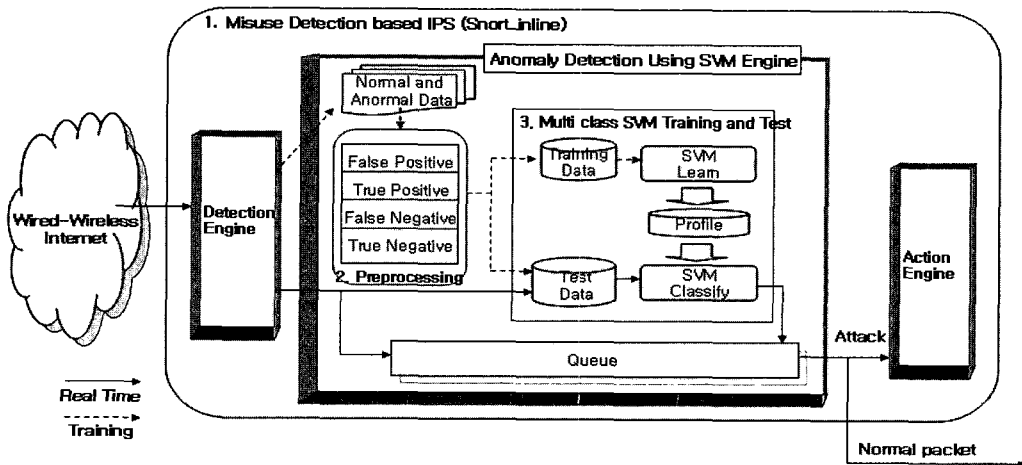 1. Misuse Detection based IPS (Snort_inline)
Anomaly Detection Using SVM Engine
Normal and
Anormal Data
3. Multi class SVM Training and Test
False Positive
True Positive
False Negative
True Negative
2. Preprocessing
Training
Data
SVM
Learn
Profile
Test
Data
SVM
Classify
Wired-Wireless
Internet
Detection
Engine
Action
Engine
Queue
Attack
Real Time
Training
Normal packet